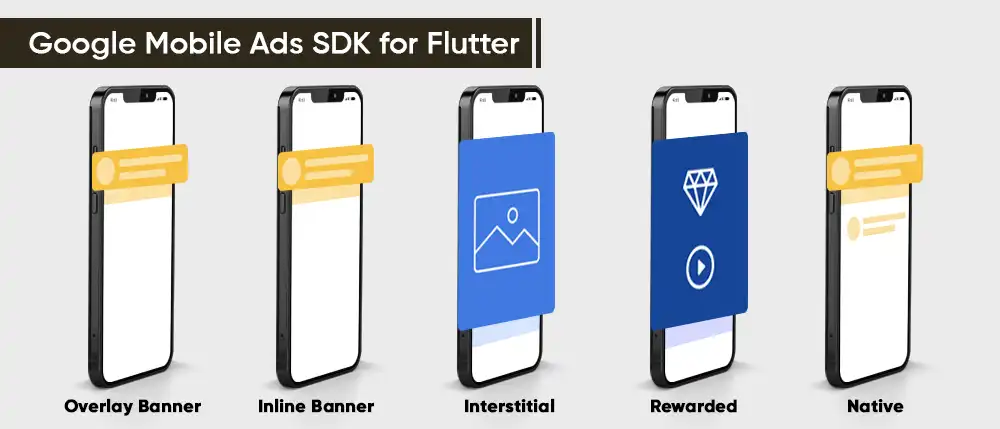 Google Mobile Ads SDK for Flutter
Overlay Banner
Inline Banner
Interstitial
Rewarded
Native